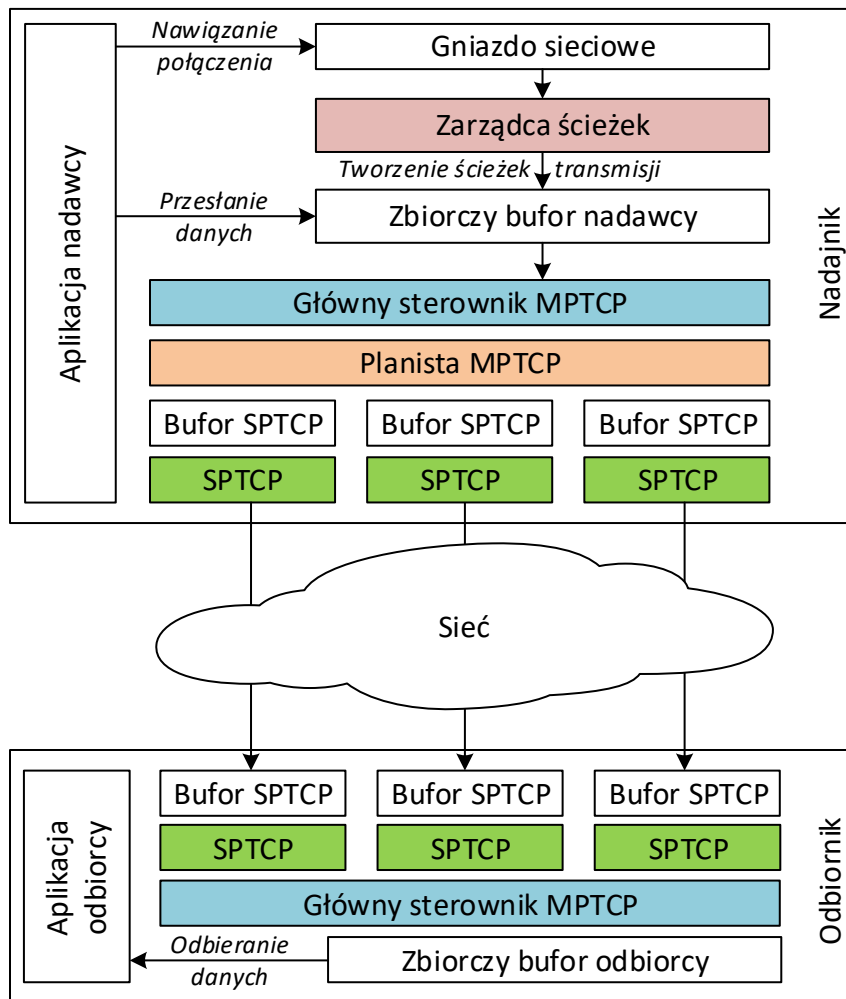 Nawiązanie
połączenia
Gniazdo sieciowe
Zarządca ścieżek
Tworzenie ścieżek transmisji
Przesłanie
danych
Zbiorczy bufor nadawcy
Aplikacja nadawcy
Nadajnik
Główny sterownik MPTCP
Planista MPTCP
Bufor SPTCP Bufor SPTCP Bufor SPTCP
SPTCP SPTCP SPTCP
Sieć
Bufor SPTCP Bufor SPTCP Bufor SPTCP
SPTCP SPTCP SPTCP
Aplikacja
odbiorcy
Odbiornik
Główny sterownik MPTCP
Odbieranie
danych
Zbiorczy bufor odbiorcy